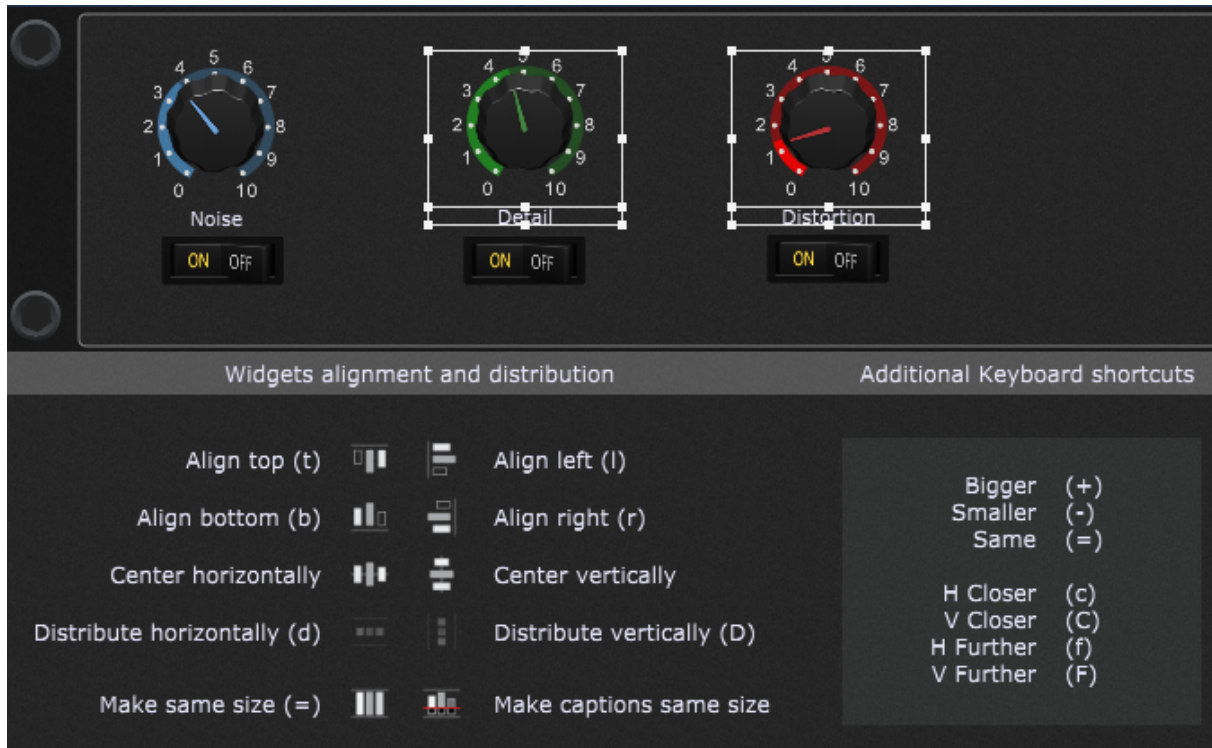 0 1 2 3 4 5 6 7 8 9 10
0 1 2 3 4 5 6 7 8 9 10
0 1 2 3 4 5 6 7 8 9 10
Noise Detail Distortion
ON OFF ON OFF ON OFF
Widgets alignment and distribution
Align top (t) Align left (l)
Align bottom (b) Align right (r)
Center horizontally Center vertically
Distribute horizontally (d) Distribute vertically (D)
Make same size (=) Make captions same size
Additional Keyboard shortcuts
Bigger (+)
Smaller (-)
Same (=)
H Closer (c)
V Closer (C)
H Further (f)
V Further (F)